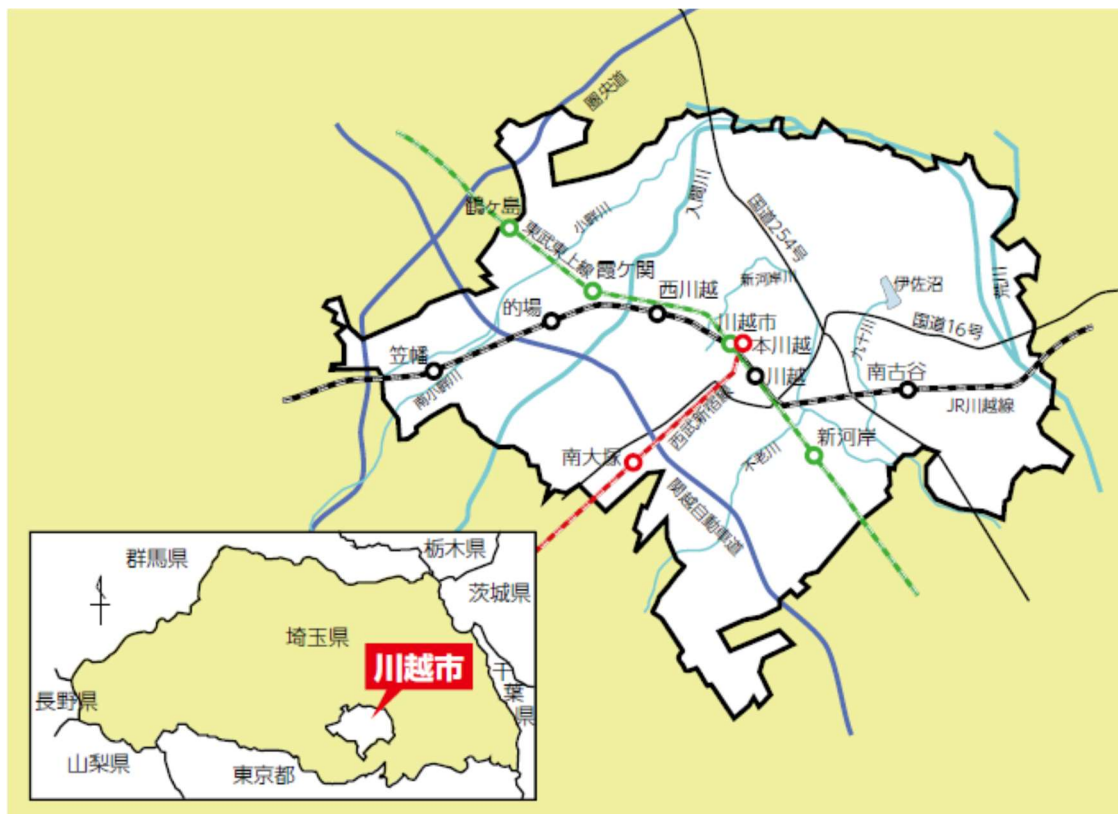 圏央道
鶴ヶ島
小畔川
入間川
東武東上線
霞ケ関
国道254号
西川越
新河岸川
伊佐沼
荒川
的場
川越市
本川越
九十川
国道16号
笠幡
南小畔川
川越
南古谷
JR川越線
西武新宿線
南大塚
不老川
新河岸
関越自動車道
群馬県
栃木県
茨城県
埼玉県
川越市
千葉県
長野県
山梨県
東京都